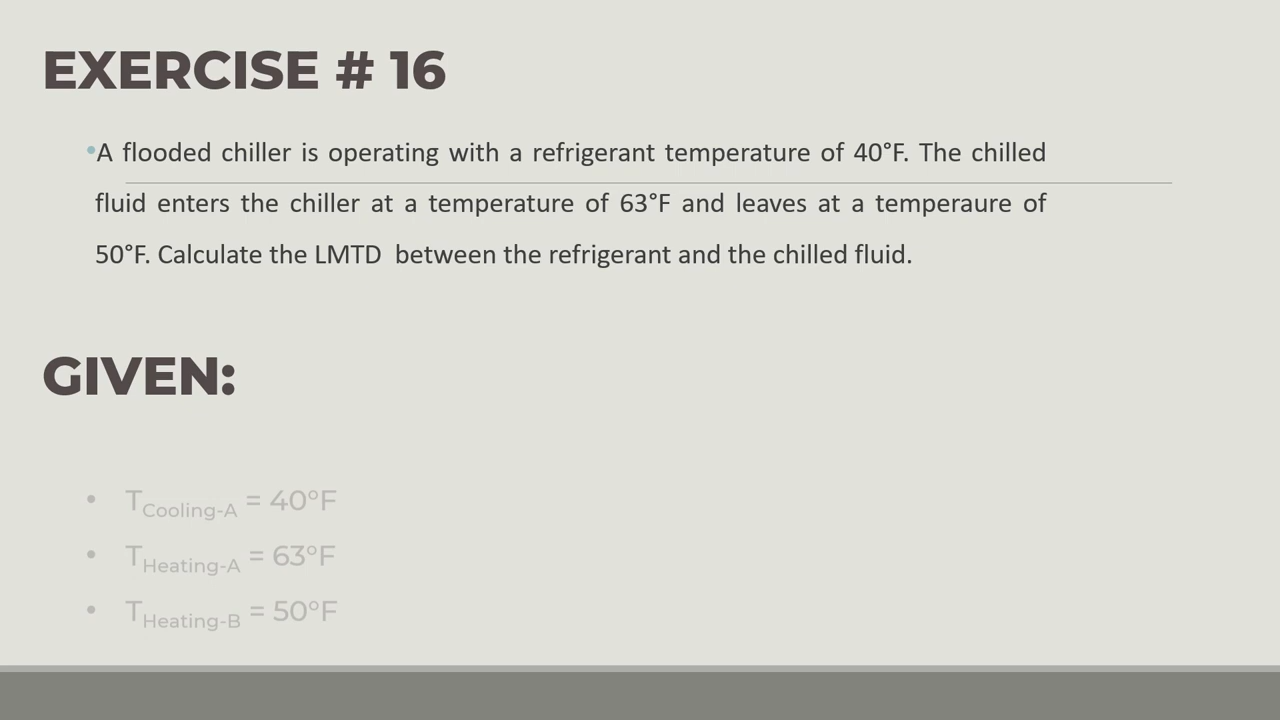 EXERCISE # 16
•A flooded chiller is operating with a refrigerant temperature of 40°F. The chilled
fluid enters the chiller at a temperature of 63°F and leaves at a temperaure of
50°F. Calculate the LMTD between the refrigerant and the chilled fluid.
GIVEN:
• TCooling-A = 40°F
• THeating-A = 63°F
• THeating-B = 50°F